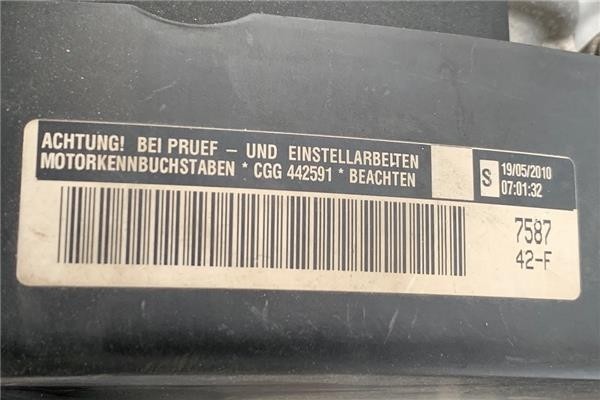 ACHTUNG! BEI PRUEF - UND EINSTELLARBEITEN
MOTORKENNBUCHSTABEN * CGG 442591 * BEACHTEN
S
19/05/2010
07:01:32
7587
42-F